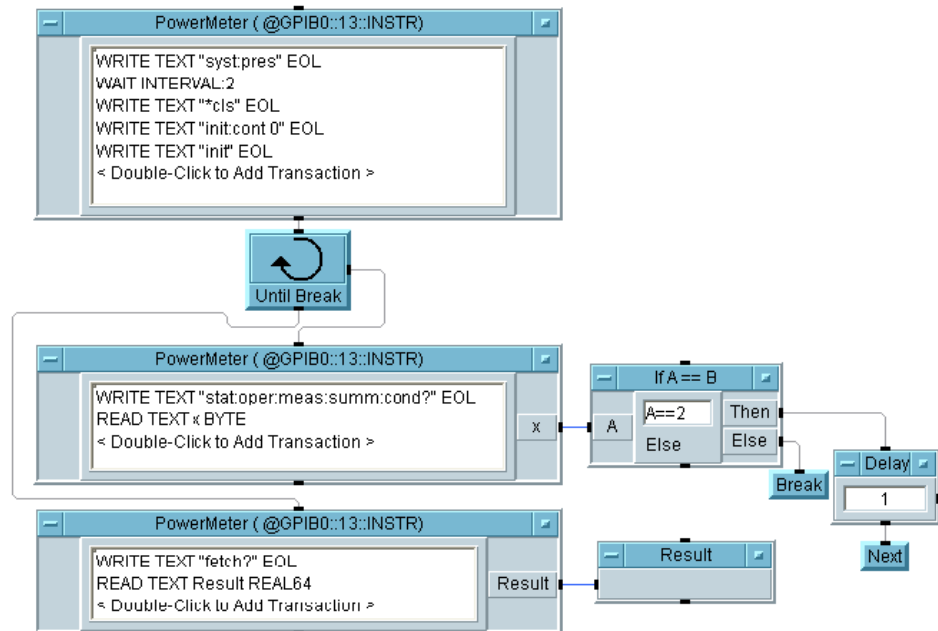 PowerMeter ( @GPIB0::13::INSTR)
WRITE TEXT "syst:pres" EOL
WAIT INTERVAL:2
WRITE TEXT "*cls" EOL
WRITE TEXT "init:cont 0" EOL
WRITE TEXT "init" EOL
< Double-Click to Add Transaction >
Until Break
PowerMeter ( @GPIB0::13::INSTR)
WRITE TEXT "stat:oper:meas:summ:cond?" EOL
READ TEXT x BYTE
< Double-Click to Add Transaction >
x
If A == B
A
A==2
Else
Then
Else
Break
Delay
1
Next
PowerMeter ( @GPIB0::13::INSTR)
WRITE TEXT "fetch?" EOL
READ TEXT Result REAL64
< Double-Click to Add Transaction >
Result
Result